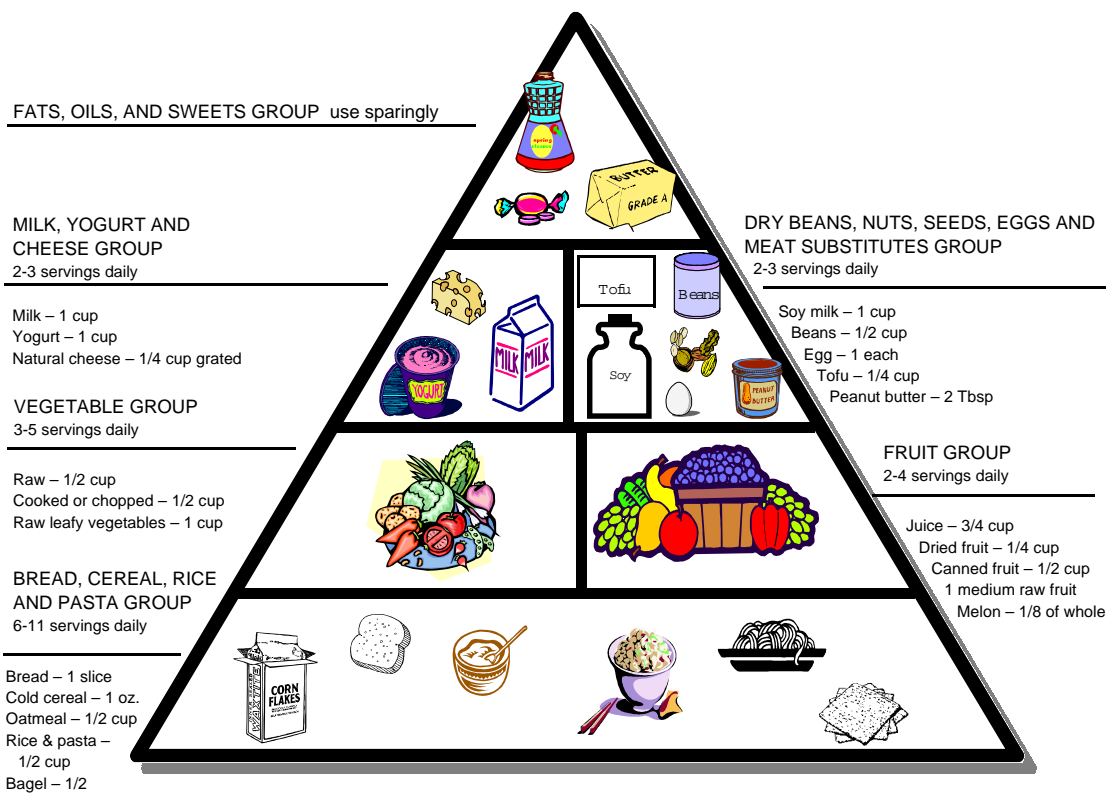 FATS, OILS, AND SWEETS GROUP use sparingly
MILK, YOGURT AND
CHEESE GROUP
2-3 servings daily
Milk – 1 cup
Yogurt – 1 cup
Natural cheese – 1/4 cup grated
VEGETABLE GROUP
3-5 servings daily
Raw – 1/2 cup
Cooked or chopped – 1/2 cup
Raw leafy vegetables – 1 cup
BREAD, CEREAL, RICE
AND PASTA GROUP
6-11 servings daily
Bread – 1 slice
Cold cereal – 1 oz.
Oatmeal – 1/2 cup
Rice & pasta –
1/2 cup
Bagel – 1/2
spring
BUTTER
GRADE A
YOGURT
MILK
MILK
Tofu
Beans
Soy
PEANUT
BUTTER
WAXTITE
CORN
FLAKES
DRY BEANS, NUTS, SEEDS, EGGS AND
MEAT SUBSTITUTES GROUP
2-3 servings daily
Soy milk – 1 cup
Beans – 1/2 cup
Egg – 1 each
Tofu – 1/4 cup
Peanut butter – 2 Tbsp
FRUIT GROUP
2-4 servings daily
Juice – 3/4 cup
Dried fruit – 1/4 cup
Canned fruit – 1/2 cup
1 medium raw fruit
Melon – 1/8 of whole